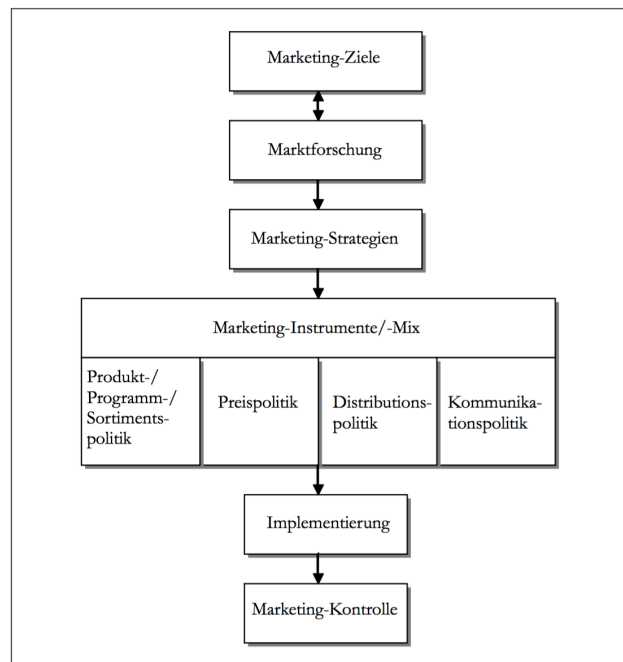 Marketing-Ziele
Marktforschung
Marketing-Strategien
Marketing-Instrumente/-Mix
Produkt-/
Programm-/
Sortiments-
politik
Preispolitik
Distributions-
politik
Kommunika-
tionspolitik
Implementierung
Marketing-Kontrolle